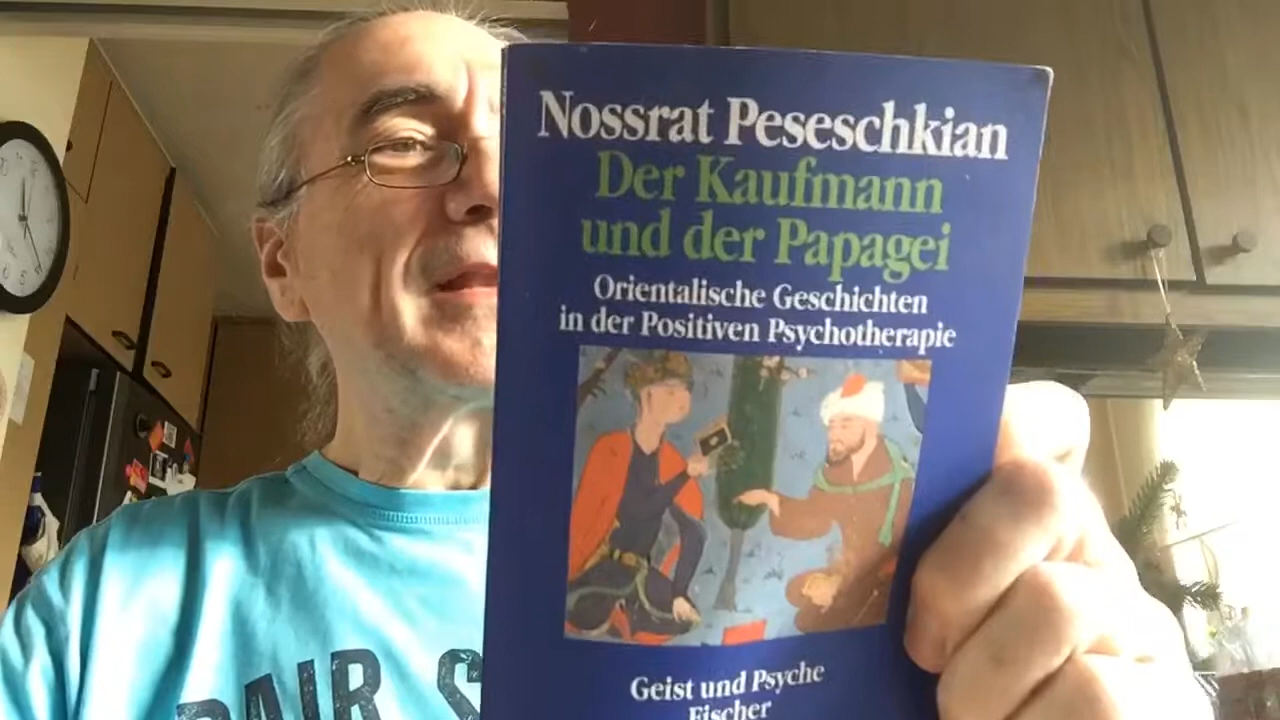 Nossrat Peseschkian
Der Kaufmann
und der Papagei
Orientalische Geschichten
in der Positiven Psychotherapie
Geist und Psyche
Fischer